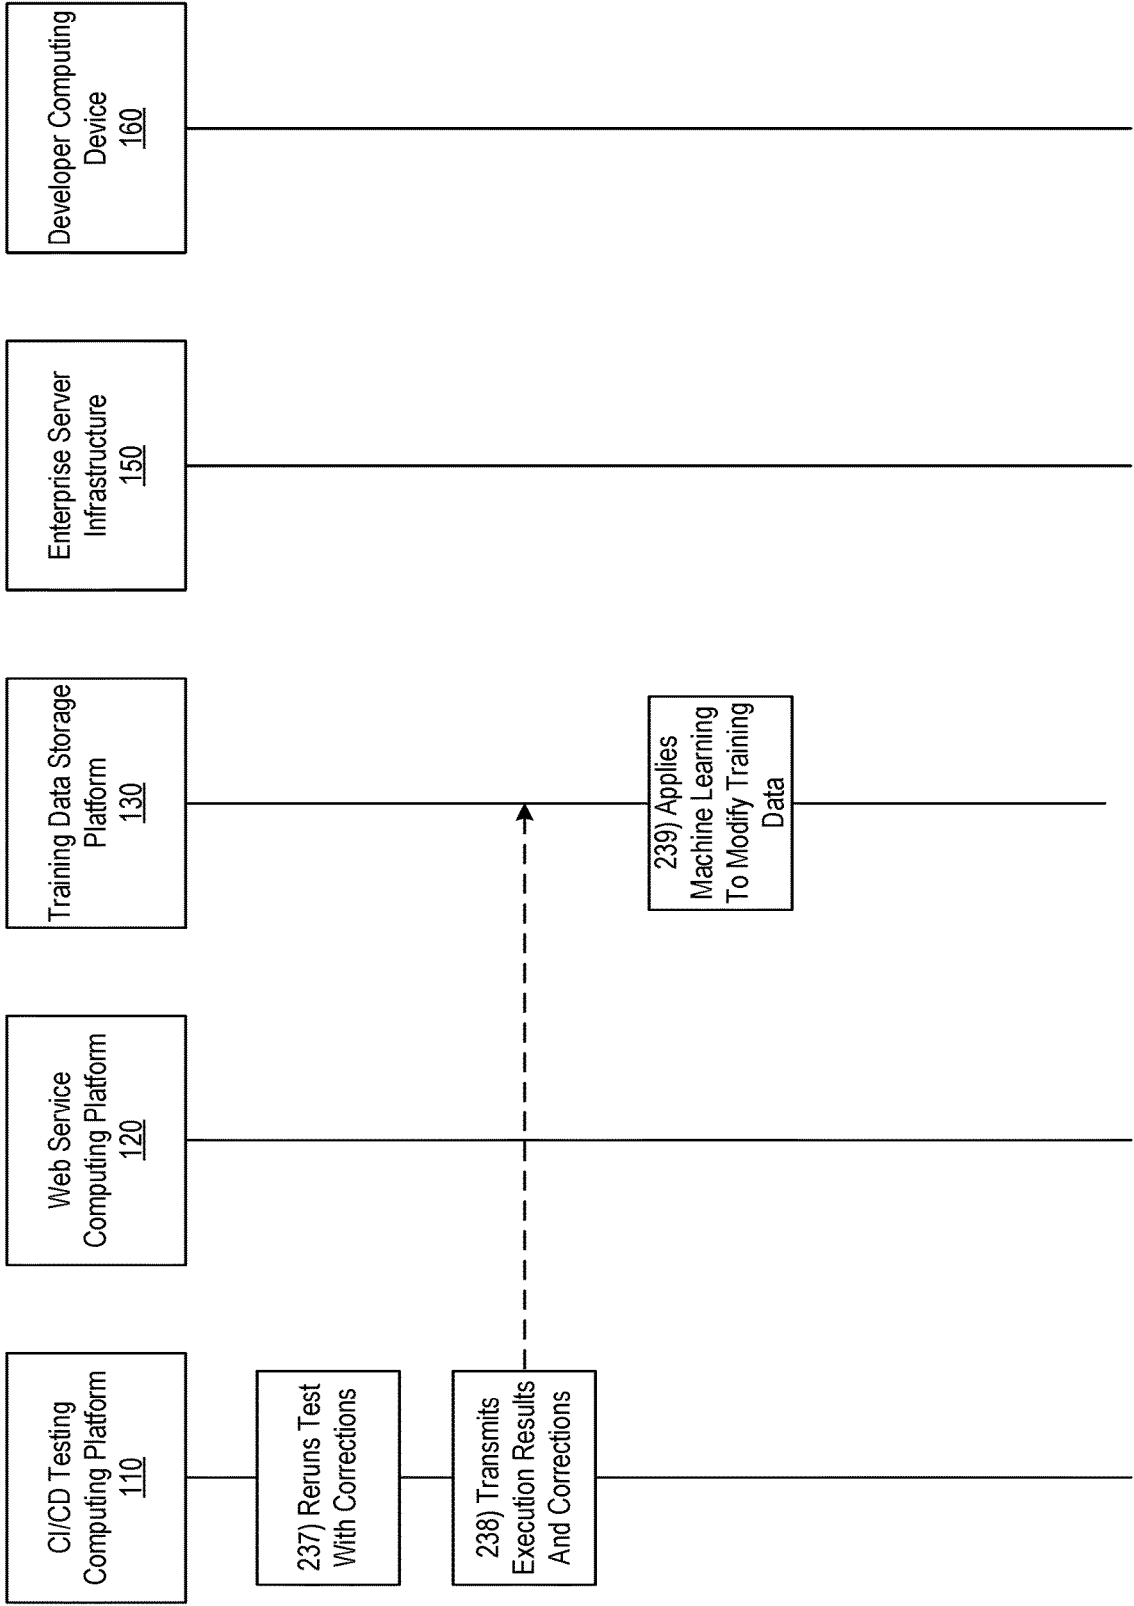 CI/CD Testing
Computing Platform
110
Web Service
Computing Platform
120
Training Data Storage
Platform
130
Enterprise Server
Infrastructure
150
Developer Computing
Device
160
237) Reruns Test
With Corrections
238) Transmits
Execution Results
And Corrections
239) Applies
Machine Learning
To Modify Training
Data